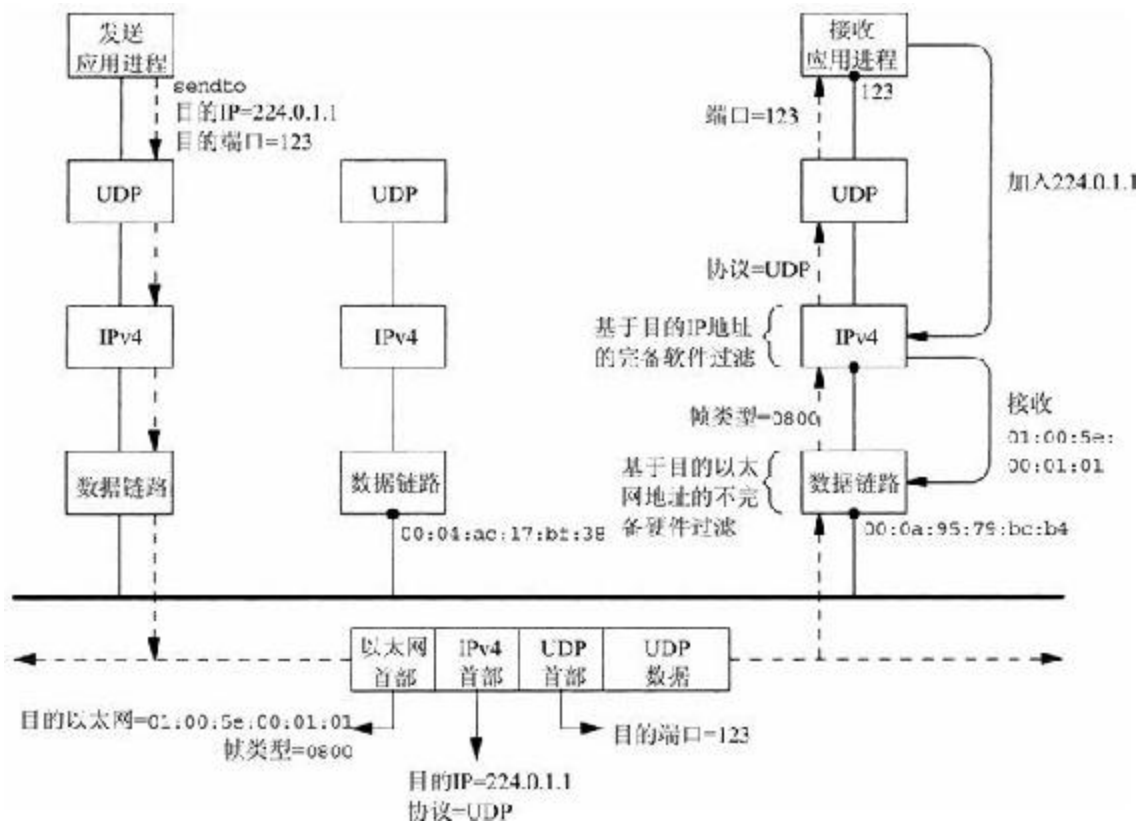 发送
应用进程
sendto
目的IP=224.0.1.1
目的端口=123
UDP
IPv4
数据链路
UDP
IPv4
数据链路
00:04:ac:17:bf:38
接收
应用进程
123
端口=123
加入224.0.1.1
UDP
协议=UDP
基于目的IP地址
的完备软件过滤
IPv4
帧类型=0800
接收
01:00:5e:
00:01:01
基于目的以太
网地址的不完
备硬件过滤
数据链路
00:0a:95:79:bc:b4
以太网
首部
IPv4
首部
UDP
首部
UDP
数据
目的以太网=01:00:5e:00:01:01
帧类型=0800
目的端口=123
目的IP=224.0.1.1
协议=UDP